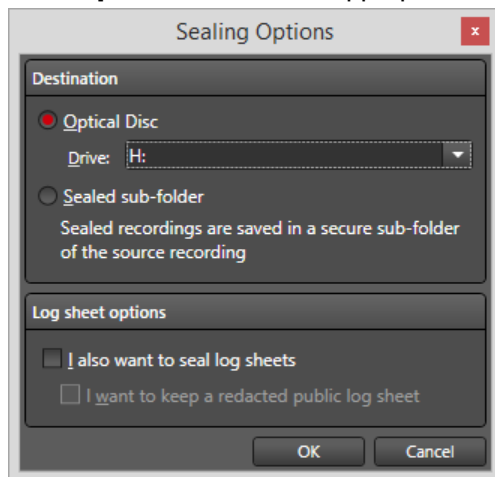 Sealing Options
x
Destination
Optical Disc
Drive: H:
Sealed sub-folder
Sealed recordings are saved in a secure sub-folder
of the source recording
Log sheet options
I also want to seal log sheets
I want to keep a redacted public log sheet
OK Cancel